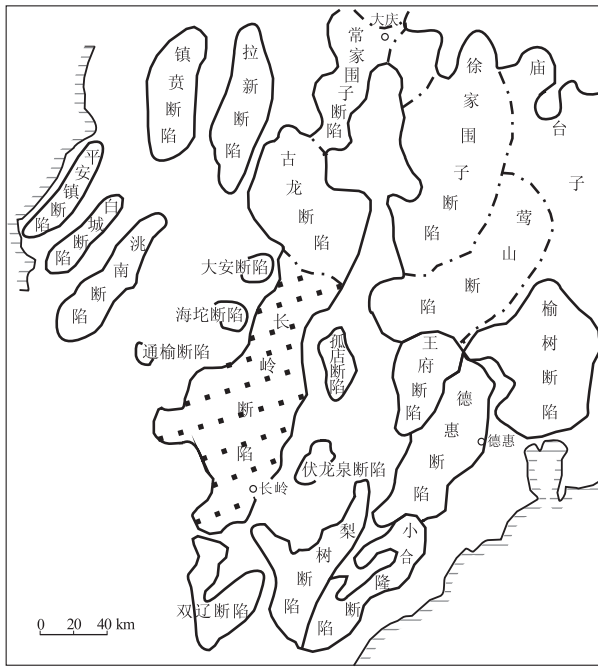 大庆
常家围子断陷
镇赉断陷
拉新断陷
徐家围子断陷
庙台子
平安镇断陷
白城断陷
洮南断陷
古龙断陷
莺山断陷
大安断陷
海坨断陷
通榆断陷
长岭断陷
孤店断陷
王府断陷
榆树断陷
德惠断陷
德惠
伏龙泉断陷
长岭
双辽断陷
梨树断陷
小合隆断陷
0 20 40 km